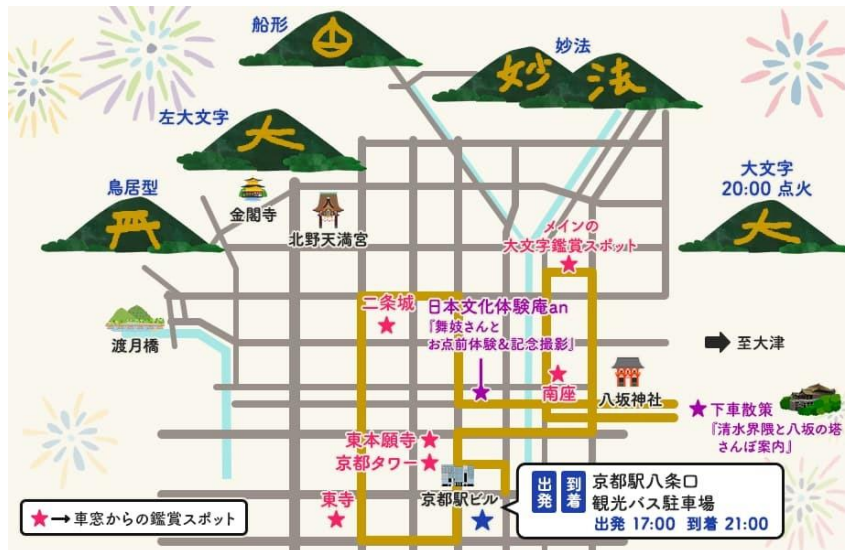 船形
妙法
妙法
左大文字
大
大文字
20:00 点火
大
鳥居型
金閣寺
北野天満宮
メインの
大文字鑑賞スポット
二条城
日本文化体験庵an
『舞妓さんと
お点前体験&記念撮影』
渡月橋
至大津
南座
八坂神社
下車散策
『清水界隈と八坂の塔
さんぽ案内』
東本願寺
京都タワー
東寺
京都駅ビル
出発
到着
京都駅八条口
観光バス駐車場
出発 17:00 到着 21:00
★→車窓からの鑑賞スポット